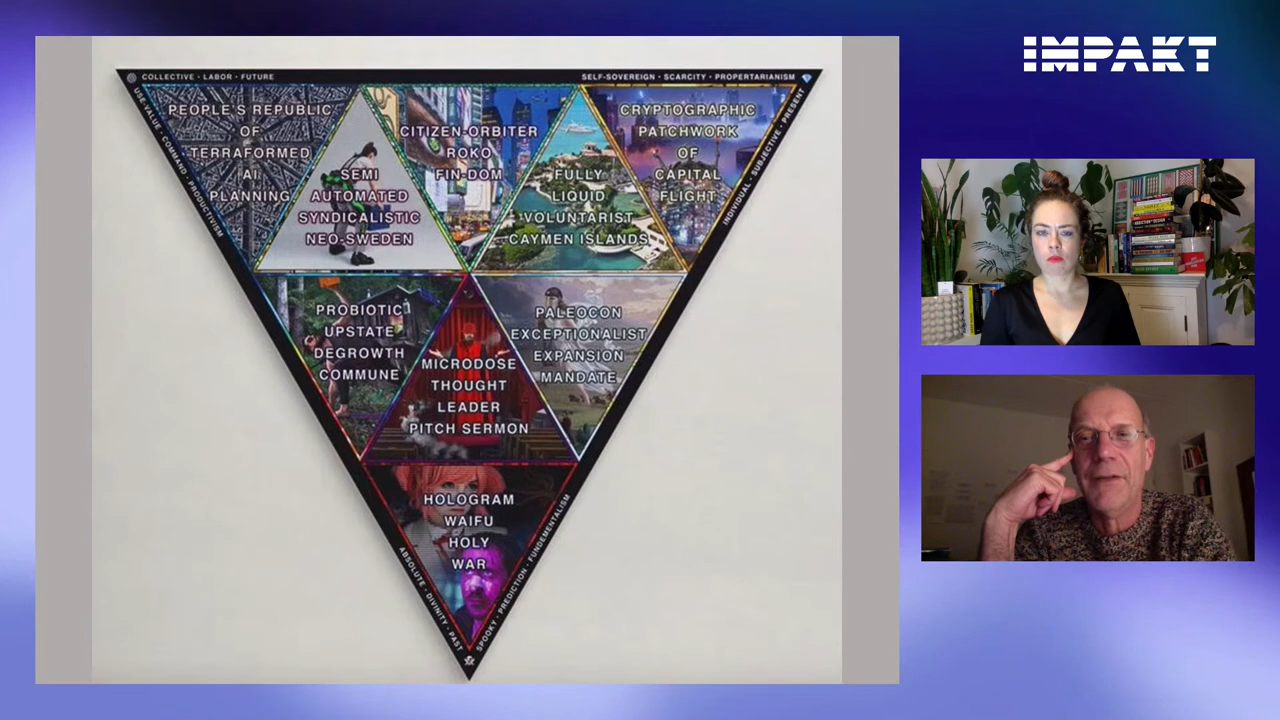 IMPAKT
COLLECTIVE • LABOR • FUTURE
SELF-SOVEREIGN • SCARCITY • PROPERTARIANISM
USE-VALUE • COMMAND • PRODUCTIVISM
INDIVIDUAL • SUBJECTIVE • PRESENT
PEOPLE'S REPUBLIC
OF
TERRAFORMED
AI
PLANNING
SEMI
AUTOMATED
SYNDICALISTIC
NEO-SWEDEN
CITIZEN-ORBITER
ROKO
FIN-DOM
FULLY
LIQUID
VOLUNTARIST
CAYMEN ISLANDS
CRYPTOGRAPHIC
PATCHWORK
OF
CAPITAL
FLIGHT
PROBIOTIC
UPSTATE
DEGROWTH
COMMUNE
MICRODOSE
THOUGHT
LEADER
PITCH SERMON
PALEOCON
EXCEPTIONALIST
EXPANSION
MANDATE
HOLOGRAM
WAIFU
HOLY
WAR
ABSOLUTE • DIVINITY • PAST
SPOOKY • PREDICTION • FUNDEMENTALISM